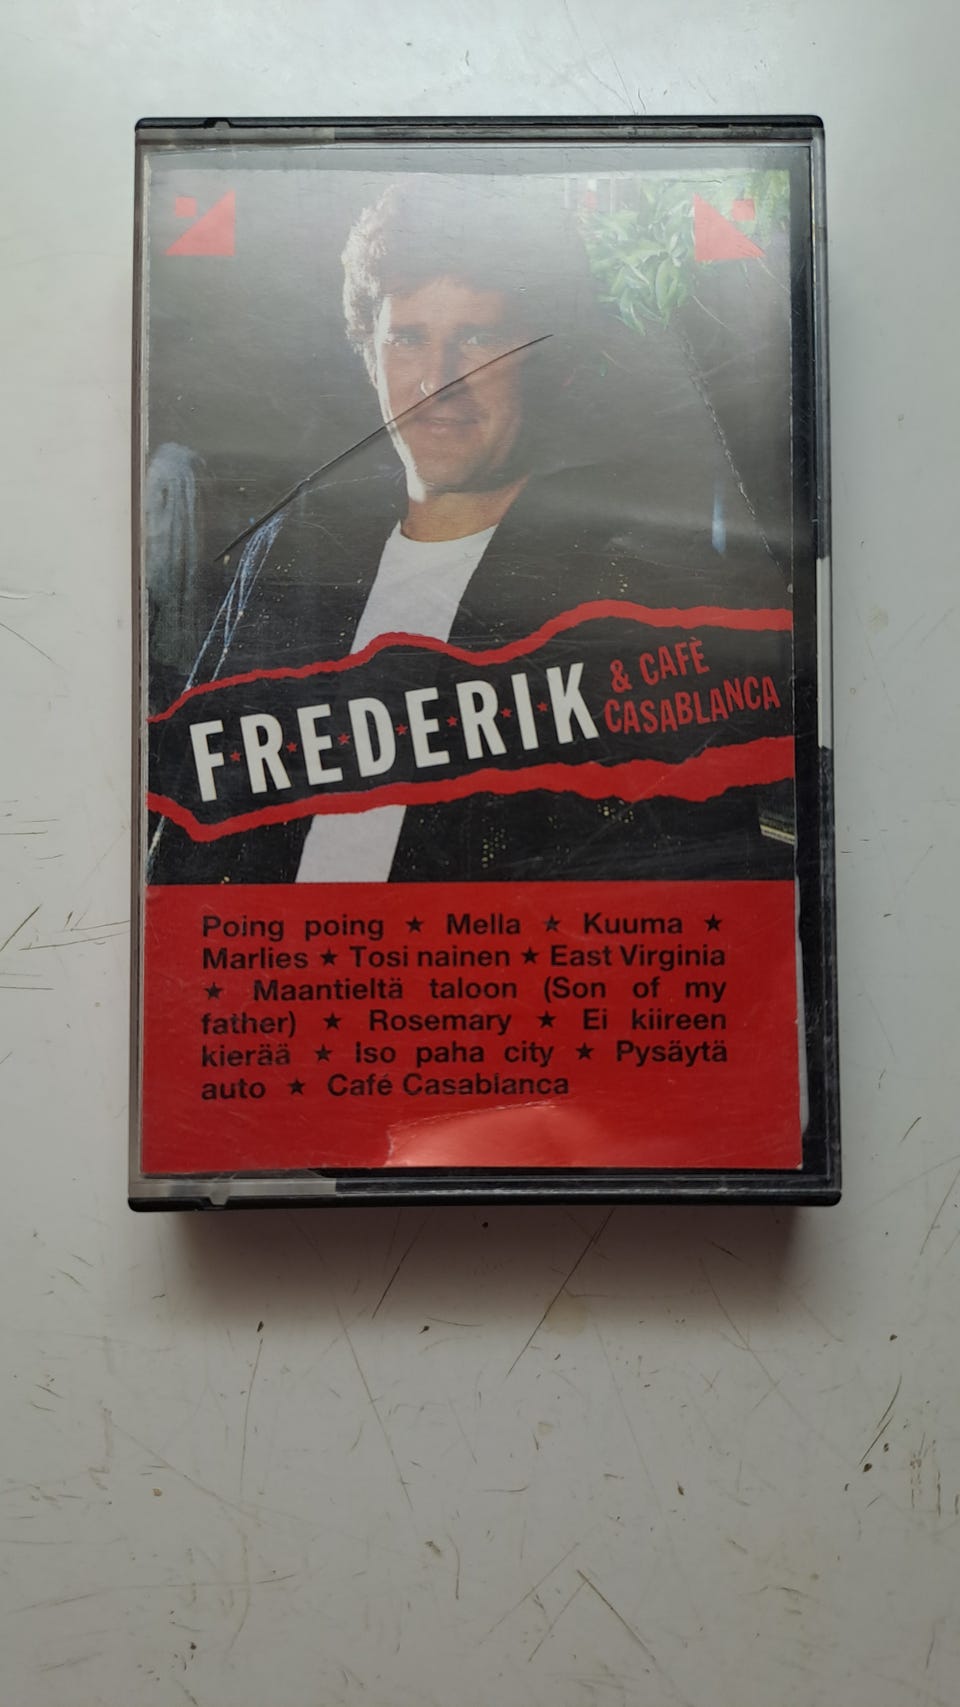 F★R★E★D★E★R★I★K & CAFÈ
CASABLANCA
Poing poing ★ Mella ★ Kuuma ★
Marlies ★ Tosi nainen ★ East Virginia
★ Maantieltä taloon (Son of my
father) ★ Rosemary ★ Ei kiireen
kierää ★ Iso paha city ★ Pysäytä
auto ★ Café Casablanca